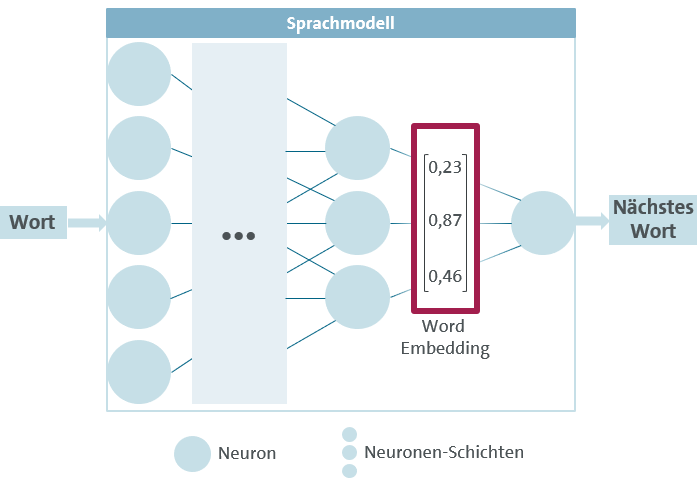 Sprachmodell
Wort
...
0,23
0,87
0,46
Word
Embedding
Nächstes
Wort
Neuron
Neuronen-Schichten